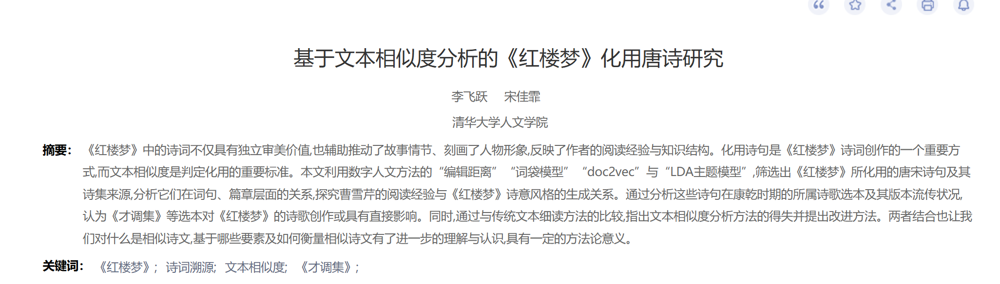 基于文本相似度分析的《红楼梦》化用唐诗研究
李飞跃 宋佳霏
清华大学人文学院
摘要： 《红楼梦》中的诗词不仅具有独立审美价值,也辅助推动了故事情节、刻画了人物形象,反映了作者的阅读经验与知识结构。化用诗句是《红楼梦》诗词创作的一个重要方
式,而文本相似度是判定化用的重要标准。本文利用数字人文方法的“编辑距离”“词袋模型”“doc2vec”与“LDA主题模型”,筛选出《红楼梦》所化用的唐宋诗句及其
诗集来源,分析它们在词句、篇章层面的关系,探究曹雪芹的阅读经验与《红楼梦》诗意风格的生成关系。通过分析这些诗句在康乾时期的所属诗歌选本及其版本流传状况,
认为《才调集》等选本对《红楼梦》的诗歌创作或具有直接影响。同时,通过与传统文本细读方法的比较,指出文本相似度分析方法的得失并提出改进方法。两者结合也让我
们对什么是相似诗文,基于哪些要素及如何衡量相似诗文有了进一步的理解与认识,具有一定的方法论意义。
关键词： 《红楼梦》; 诗词溯源; 文本相似度; 《才调集》;